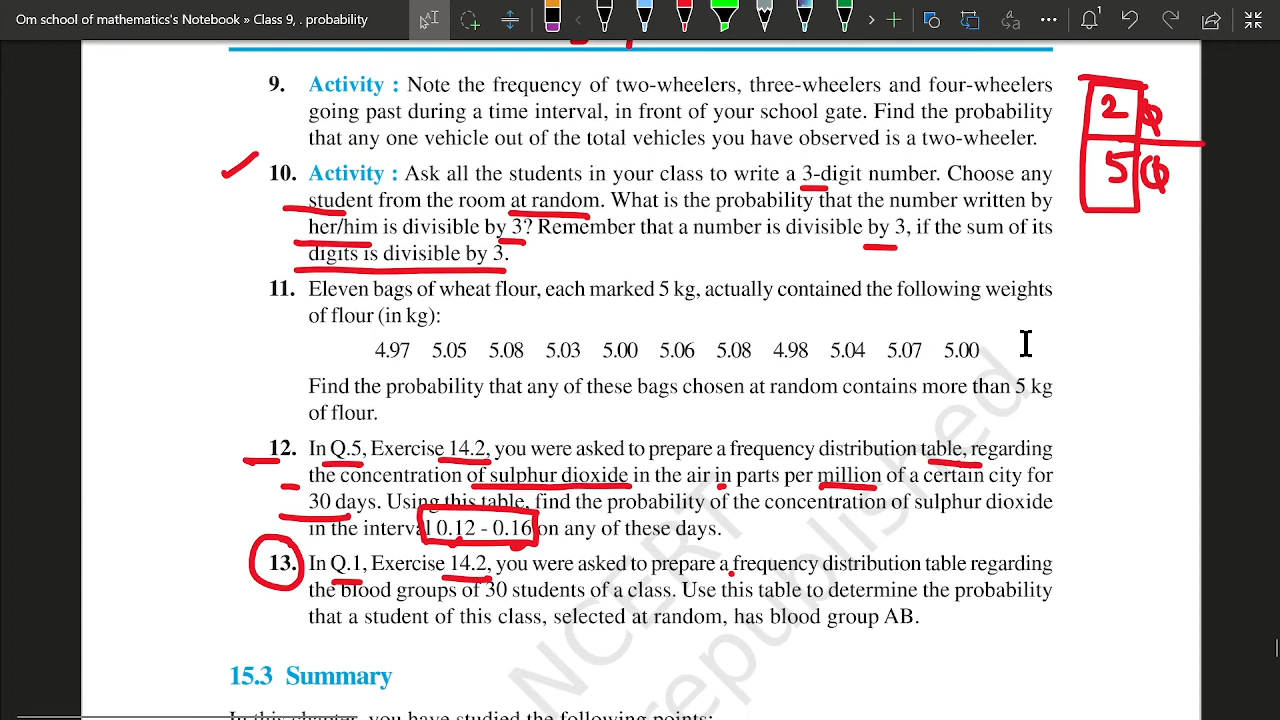 Om school of mathematics's Notebook » Class 9, . probability
9. Activity : Note the frequency of two-wheelers, three-wheelers and four-wheelers
going past during a time interval, in front of your school gate. Find the probability
that any one vehicle out of the total vehicles you have observed is a two-wheeler.
10. Activity : Ask all the students in your class to write a 3-digit number. Choose any
student from the room at random. What is the probability that the number written by
her/him is divisible by 3? Remember that a number is divisible by 3, if the sum of its
digits is divisible by 3.
2
5
11. Eleven bags of wheat flour, each marked 5 kg, actually contained the following weights
of flour (in kg):
4.97 5.05 5.08 5.03 5.00 5.06 5.08 4.98 5.04 5.07 5.00
Find the probability that any of these bags chosen at random contains more than 5 kg
of flour.
12. In Q.5, Exercise 14.2, you were asked to prepare a frequency distribution table, regarding
the concentration of sulphur dioxide in the air in parts per million of a certain city for
30 days. Using this table, find the probability of the concentration of sulphur dioxide
in the interval 0.12 - 0.16 on any of these days.
13. In Q.1, Exercise 14.2, you were asked to prepare a frequency distribution table regarding
the blood groups of 30 students of a class. Use this table to determine the probability
that a student of this class, selected at random, has blood group AB.
NCERT
republished
15.3 Summary
In this chapter, you have studied the following points: